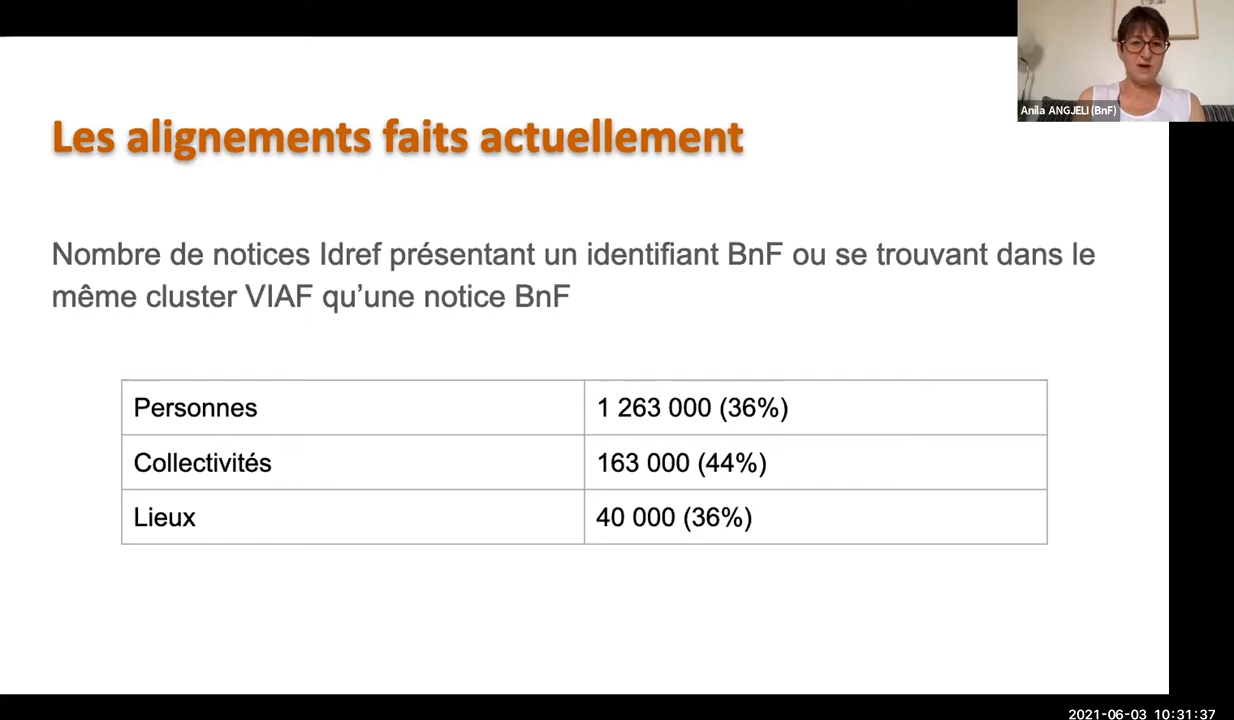 Anila ANGJELI (BnF)
Les alignements faits actuellement
Nombre de notices Idref présentant un identifiant BnF ou se trouvant dans le
même cluster VIAF qu’une notice BnF
Personnes 1 263 000 (36%)
Collectivités 163 000 (44%)
Lieux 40 000 (36%)
2021-06-03 10:31:37